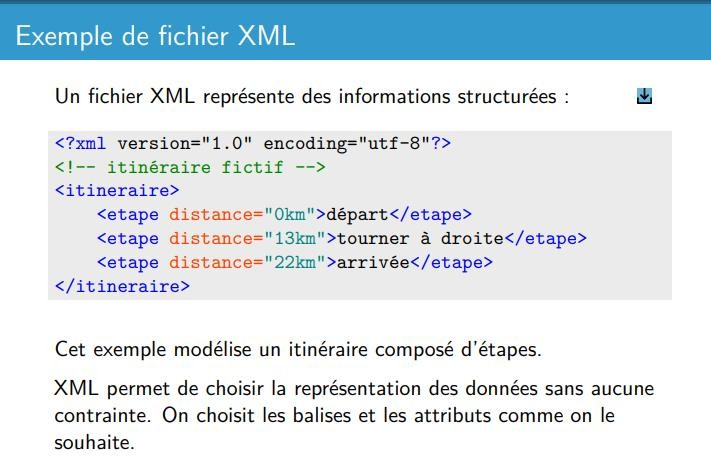 Exemple de fichier XML
Un fichier XML représente des informations structurées :
<?xml version="1.0" encoding="utf-8"?>
<!-- itinéraire fictif -->
<itineraire>
    <etape distance="0km">départ</etape>
    <etape distance="13km">tourner à droite</etape>
    <etape distance="22km">arrivée</etape>
</itineraire>
Cet exemple modélise un itinéraire composé d'étapes.
XML permet de choisir la représentation des données sans aucune
contrainte. On choisit les balises et les attributs comme on le
souhaite.